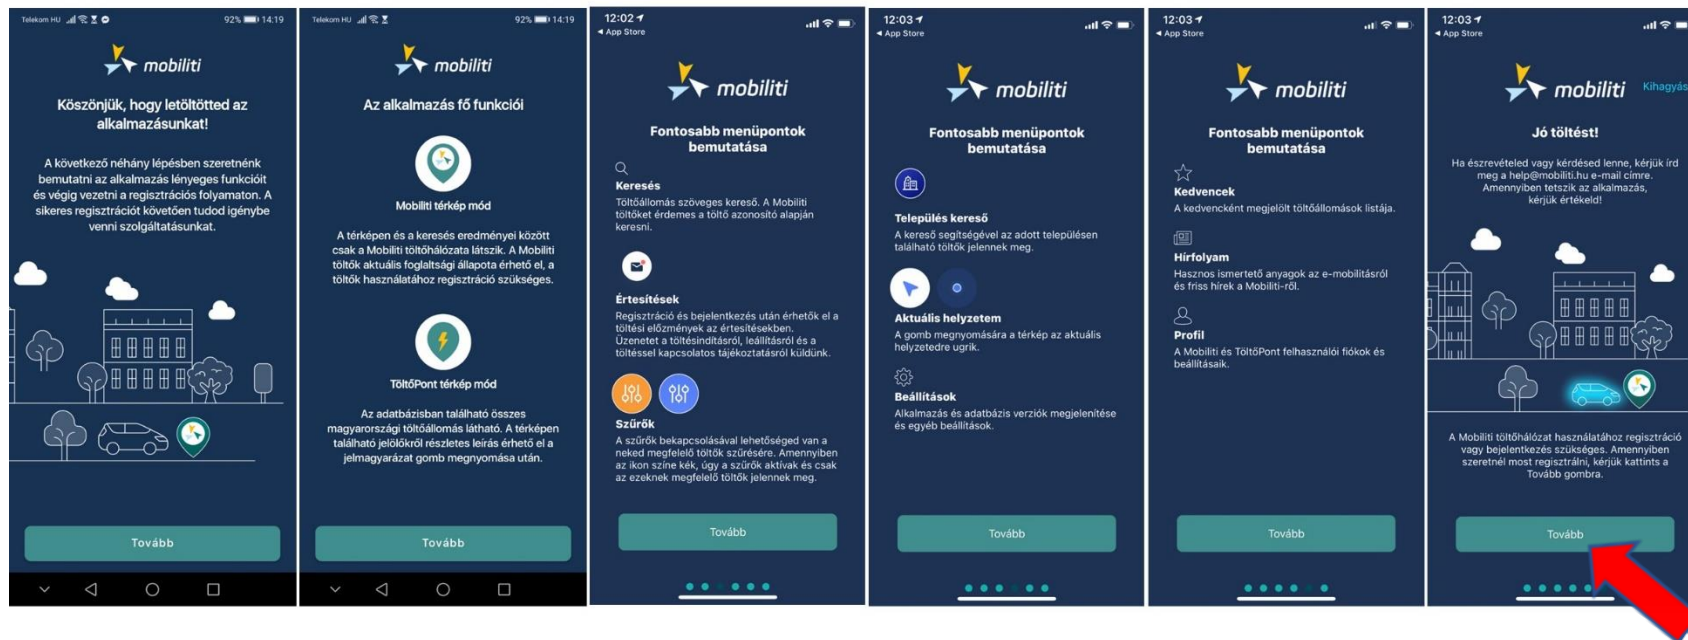 Telekom HU
92%
14:19
mobiliti
Köszönjük, hogy letöltötted az
alkalmazásunkat!
A következő néhány lépésben szeretnénk
bemutatni az alkalmazás lényeges funkcióit
és végig vezetni a regisztrációs folyamaton. A
sikeres regisztrációt követően tudod igénybe
venni szolgáltatásunkat.
Tovább
Telekom HU
92%
14:19
mobiliti
Az alkalmazás fő funkciói
Mobiliti térkép mód
A térképen és a keresés eredményei között
csak a Mobiliti töltőhálózata látszik. A Mobiliti
töltők aktuális foglaltsági állapota érhető el, a
töltők használatához regisztráció szükséges.
TöltőPont térkép mód
Az adatbázisban található összes
magyarországi töltőállomás látható. A térképen
található jelölőkről részletes leírás érhető el a
jelmagyarázat gomb megnyomása után.
Tovább
12:02
App Store
mobiliti
Fontosabb menüpontok
bemutatása
Keresés
Töltőállomás szöveges kereső. A Mobiliti
töltőket érdemes a töltő azonosító alapján
keresni.
Értesítések
Regisztráció és bejelentkezés után érhetők el a
töltési előzmények az értesítésekben.
Üzenetet a töltésindításról, leállításról és a
töltéssel kapcsolatos tájékoztatásról küldünk.
Szűrők
A szűrők bekapcsolásával lehetőséged van a
neked megfelelő töltők szűrésére. Amennyiben
az ikon színe kék, úgy a szűrők aktívak és csak
az ezeknek megfelelő töltők jelennek meg.
Tovább
12:03
App Store
mobiliti
Fontosabb menüpontok
bemutatása
Település kereső
A kereső segítségével az adott településen
található töltők jelennek meg.
Aktuális helyzetem
A gomb megnyomására a térkép az aktuális
helyzetedre ugrik.
Beállítások
Alkalmazás és adatbázis verziók megjelenítése
és egyéb beállítások.
Tovább
12:03
App Store
mobiliti
Fontosabb menüpontok
bemutatása
Kedvencek
A kedvencként megjelölt töltőállomások listája.
Hírfolyam
Hasznos ismertető anyagok az e-mobilitásról
és friss hírek a Mobiliti-ről.
Profil
A Mobiliti és TöltőPont felhasználói fiókok és
beállításaik.
Tovább
12:03
App Store
mobiliti
Kihagyás
Jó töltést!
Ha észrevételed vagy kérdésed lenne, kérjük írd
meg a help@mobiliti.hu e-mail címre.
Amennyiben tetszik az alkalmazás,
kérjük értékeld!
A Mobiliti töltőhálózat használatához regisztráció
vagy bejelentkezés szükséges. Amennyiben
szeretnél most regisztrálni, kérjük kattints a
Tovább gombra.
Tovább